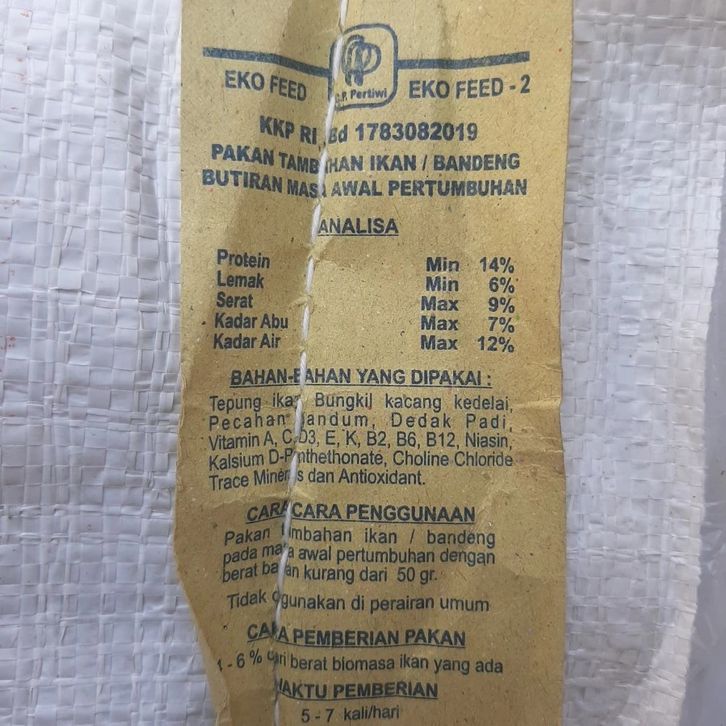 EKO FEED
C.P. Pertiwi
EKO FEED - 2
KKP RI Bd 1783082019
PAKAN TAMBAHAN IKAN / BANDENG
BUTIRAN MASA AWAL PERTUMBUHAN
ANALISA
Protein Min 14%
Lemak Min 6%
Serat Max 9%
Kadar Abu Max 7%
Kadar Air Max 12%
BAHAN-BAHAN YANG DIPAKAI :
Tepung ikan Bungkil kacang kedelai,
Pecahan gandum, Dedak Padi,
Vitamin A, C,D3, E, K, B2, B6, B12, Niasin,
Kalsium D-Panthethonate, Choline Chloride
Trace Minerals dan Antioxidant.
CARA CARA PENGGUNAAN
Pakan tambahan ikan / bandeng
pada masa awal pertumbuhan dengan
berat badan kurang dari 50 gr.
Tidak digunakan di perairan umum
CARA PEMBERIAN PAKAN
- 6 % dari berat biomasa ikan yang ada
WAKTU PEMBERIAN
5 - 7 kali/hari